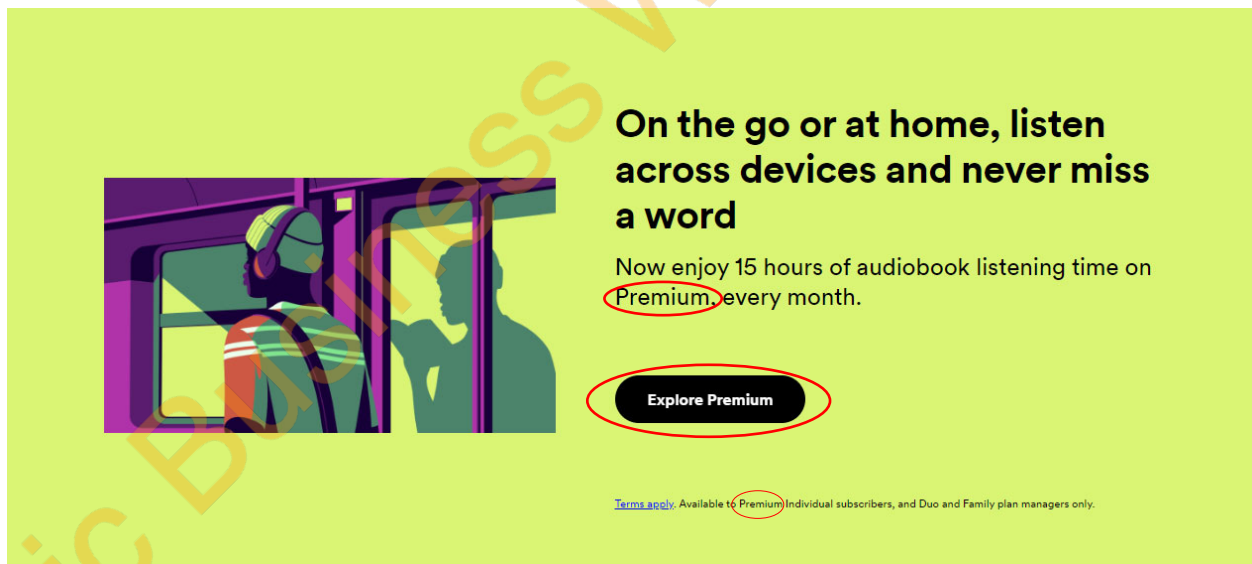 On the go or at home, listen
across devices and never miss
a word
Now enjoy 15 hours of audiobook listening time on
Premium, every month.
Explore Premium
Terms apply. Available to Premium Individual subscribers, and Duo and Family plan managers only.
ic Business W